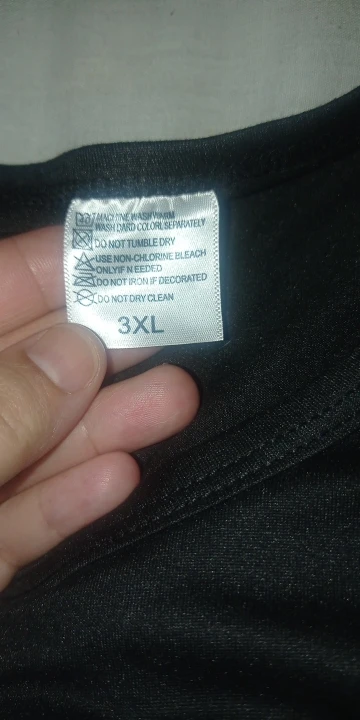 MACHINE WASH WARM
WASH DARD COLORL SEPARATELY
DO NOT TUMBLE DRY
USE NON-CHLORINE BLEACH
ONLYIF N EEDED
DO NOT IRON IF DECORATED
DO NOT DRY CLEAN
3XL